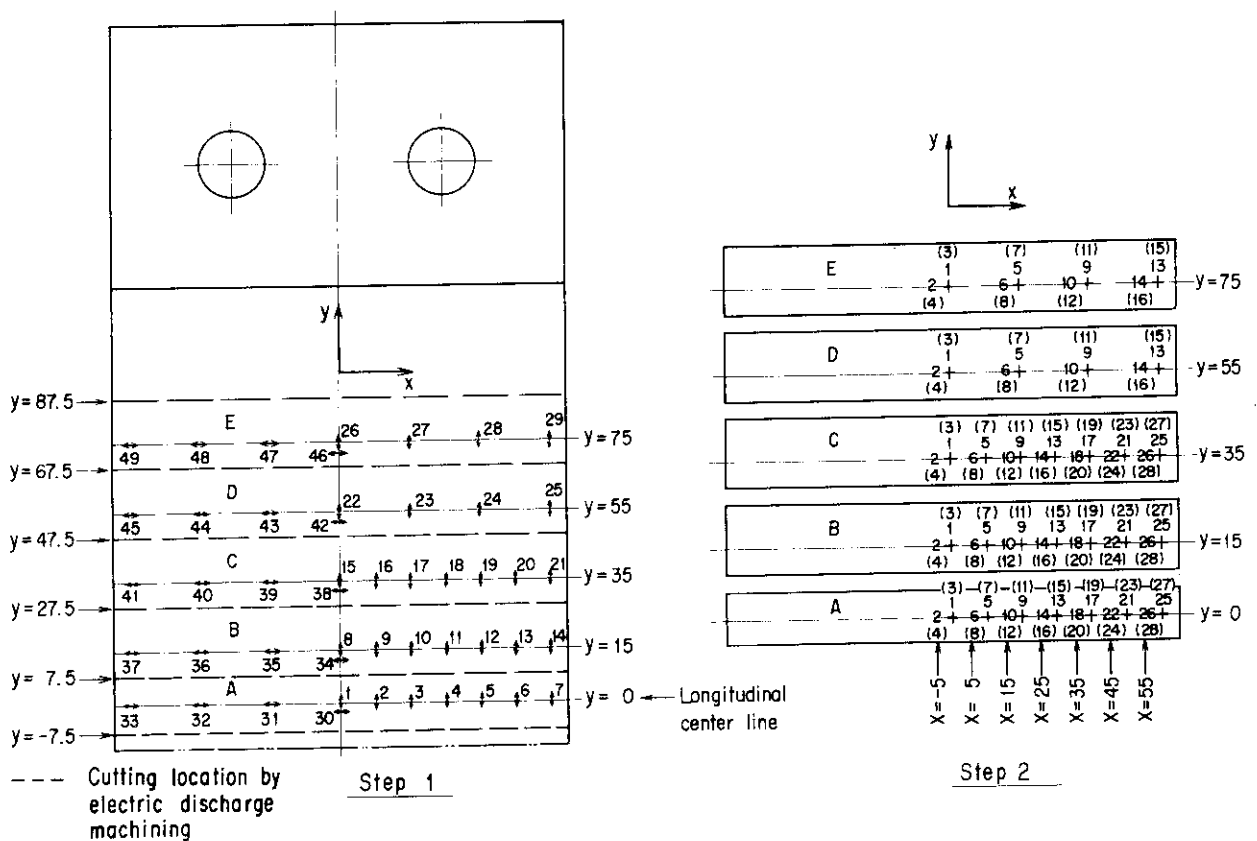 y
x
y = 87.5
E
26 27 28 29
y = 75
49 48 47 46
y = 67.5
D
22 23 24 25
y = 55
45 44 43 42
y = 47.5
C
15 16 17 18 19 20 21
y = 35
41 40 39 38
y = 27.5
B
8 9 10 11 12 13 14
y = 15
37 36 35 34
y = 7.5
A
1 2 3 4 5 6 7
y = 0
Longitudinal
center line
33 32 31 30
y = -7.5
--- Cutting location by
electric discharge
machining
Step 1
y
x
(3) (7) (11) (15)
E
1 5 9 13
2 6 10 14
y = 75
(4) (8) (12) (16)
(3) (7) (11) (15)
D
1 5 9 13
2 6 10 14
y = 55
(4) (8) (12) (16)
(3) (7) (11) (15) (19) (23) (27)
C
1 5 9 13 17 21 25
2 6 10 14 18 22 26
y = 35
(4) (8) (12) (16) (20) (24) (28)
(3) (7) (11) (15) (19) (23) (27)
B
1 5 9 13 17 21 25
2 6 10 14 18 22 26
y = 15
(4) (8) (12) (16) (20) (24) (28)
(3) (7) (11) (15) (19) (23) (27)
A
1 5 9 13 17 21 25
2 6 10 14 18 22 26
y = 0
(4) (8) (12) (16) (20) (24) (28)
X=-5
X= 5
X=15
X=25
X=35
X=45
X=55
Step 2